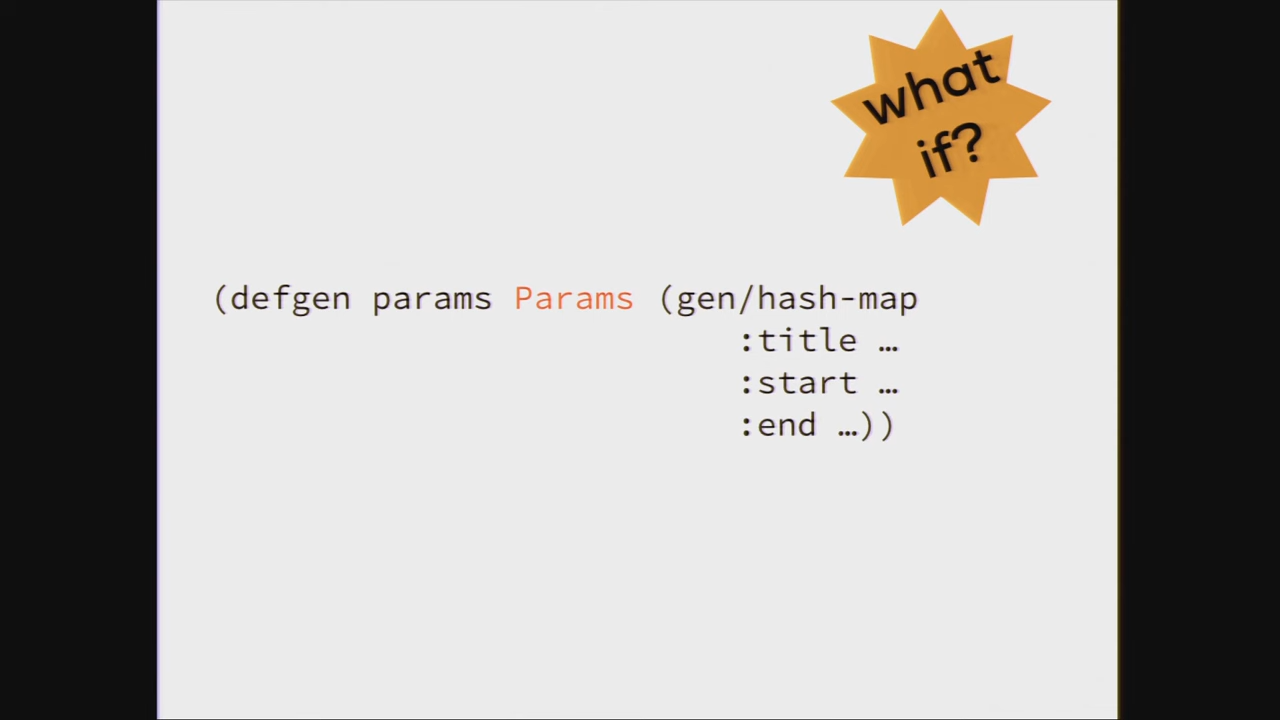 what
if?
(defgen params Params (gen/hash-map
:title …
:start …
:end …))